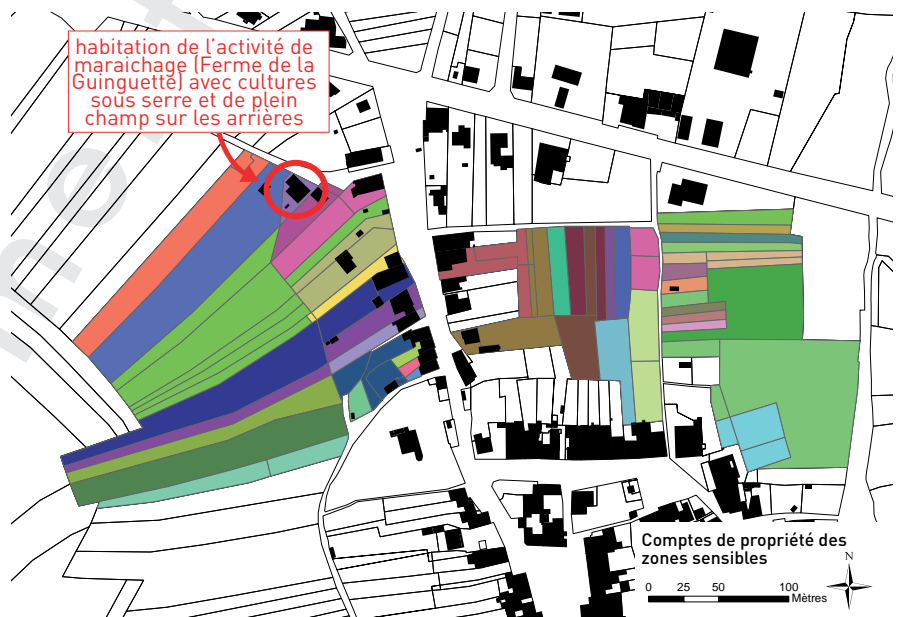 habitation de l'activité de
maraichage (Ferme de la
Guinguette) avec cultures
sous serre et de plein
champ sur les arrières
Comptes de propriété des
zones sensibles
N
0 25 50 100
Mètres